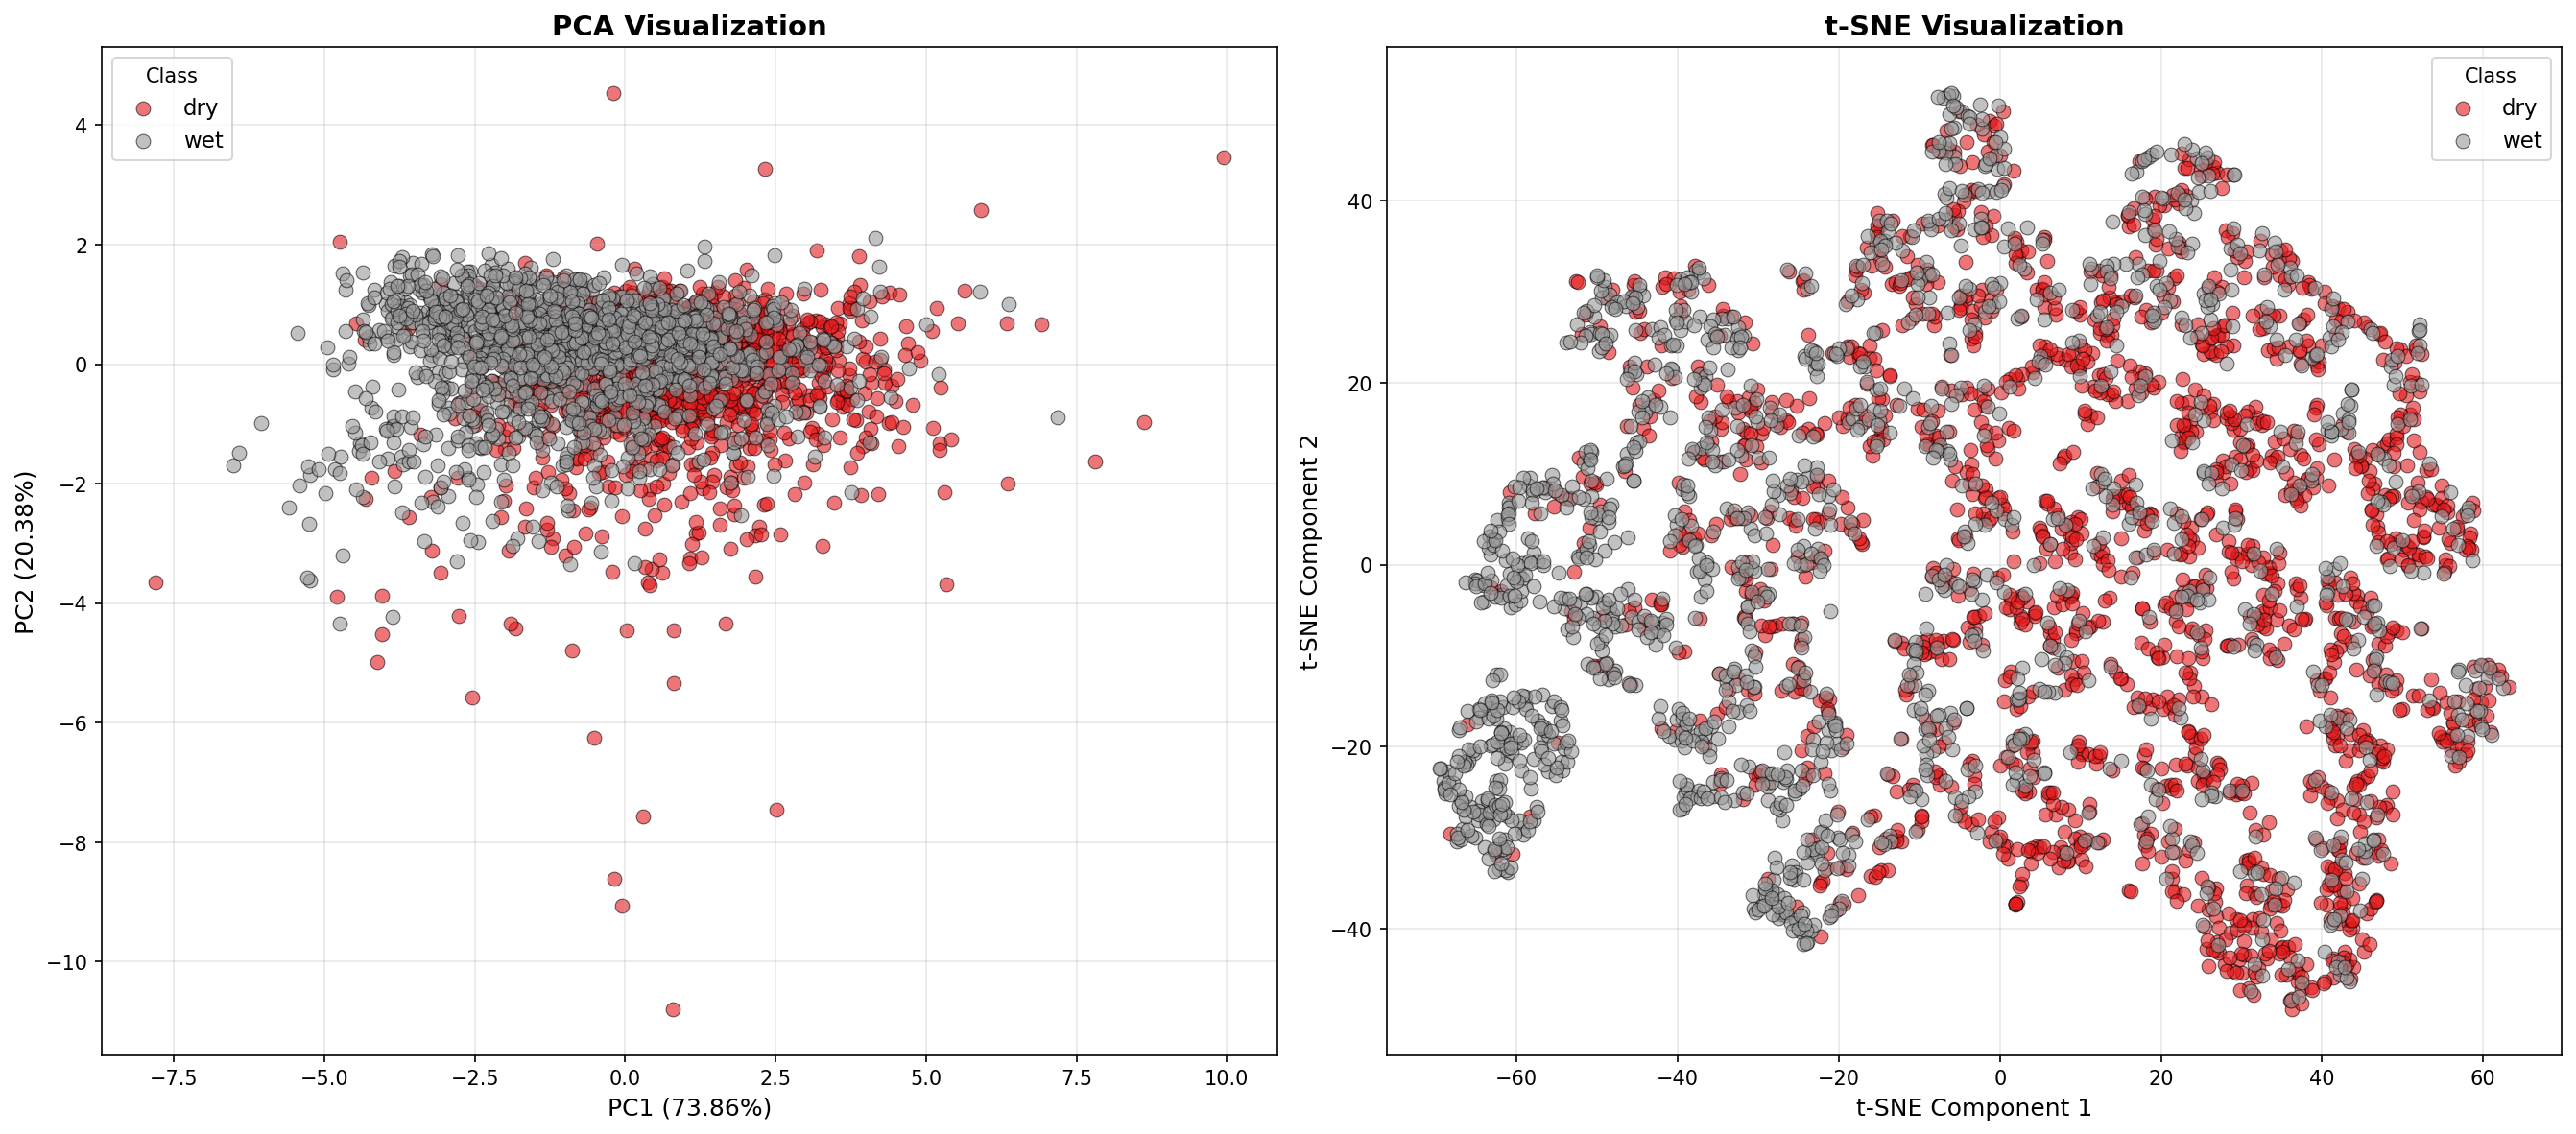 PCA Visualization
Class
dry
wet
4
2
0
−2
−4
−6
−8
−10
PC2 (20.38%)
−7.5
−5.0
−2.5
0.0
2.5
5.0
7.5
10.0
PC1 (73.86%)
t-SNE Visualization
Class
dry
wet
40
20
0
−20
−40
t-SNE Component 2
−60
−40
−20
0
20
40
60
t-SNE Component 1